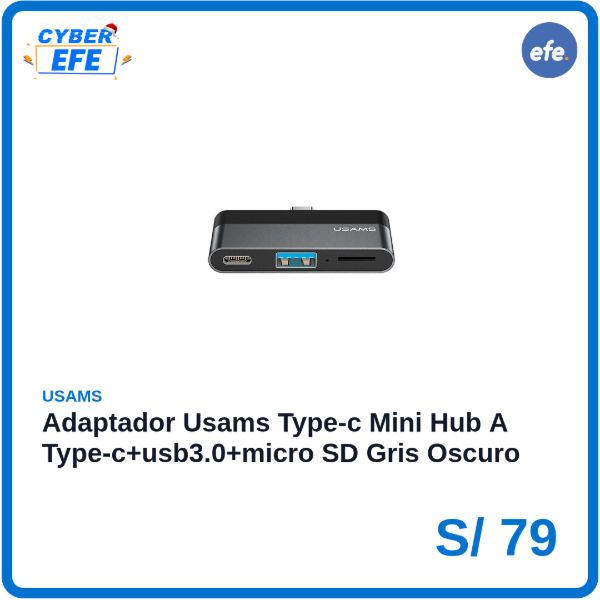 CYBER
EFE
efe.
USAMS
USAMS
Adaptador Usams Type-c Mini Hub A
Type-c+usb3.0+micro SD Gris Oscuro
S/ 79